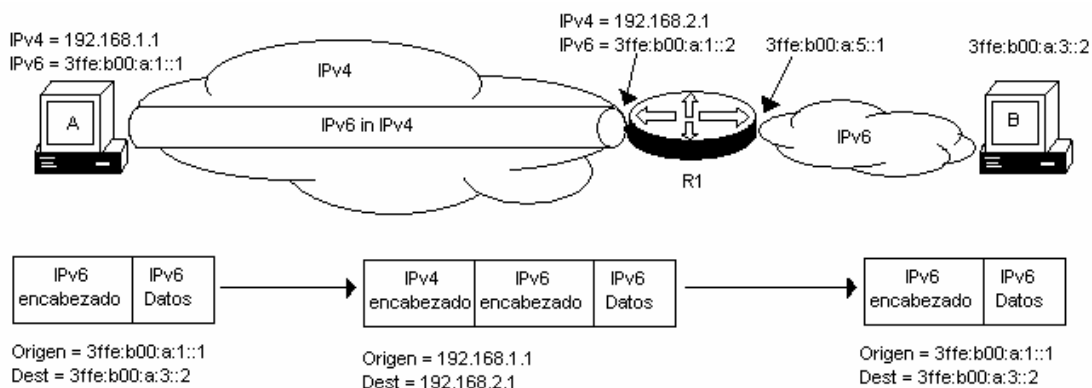 IPv4 = 192.168.1.1
IPv6 = 3ffe:b00:a:1::1
A
IPv4
IPv6 in IPv4
IPv4 = 192.168.2.1
IPv6 = 3ffe:b00:a:1::2
3ffe:b00:a:5::1
R1
IPv6
3ffe:b00:a:3::2
B
IPv6 encabezado
IPv6 Datos
Origen = 3ffe:b00:a:1::1
Dest = 3ffe:b00:a:3::2
IPv4 encabezado
IPv6 encabezado
IPv6 Datos
Origen = 192.168.1.1
Dest = 192.168.2.1
IPv6 encabezado
IPv6 Datos
Origen = 3ffe:b00:a:1::1
Dest = 3ffe:b00:a:3::2